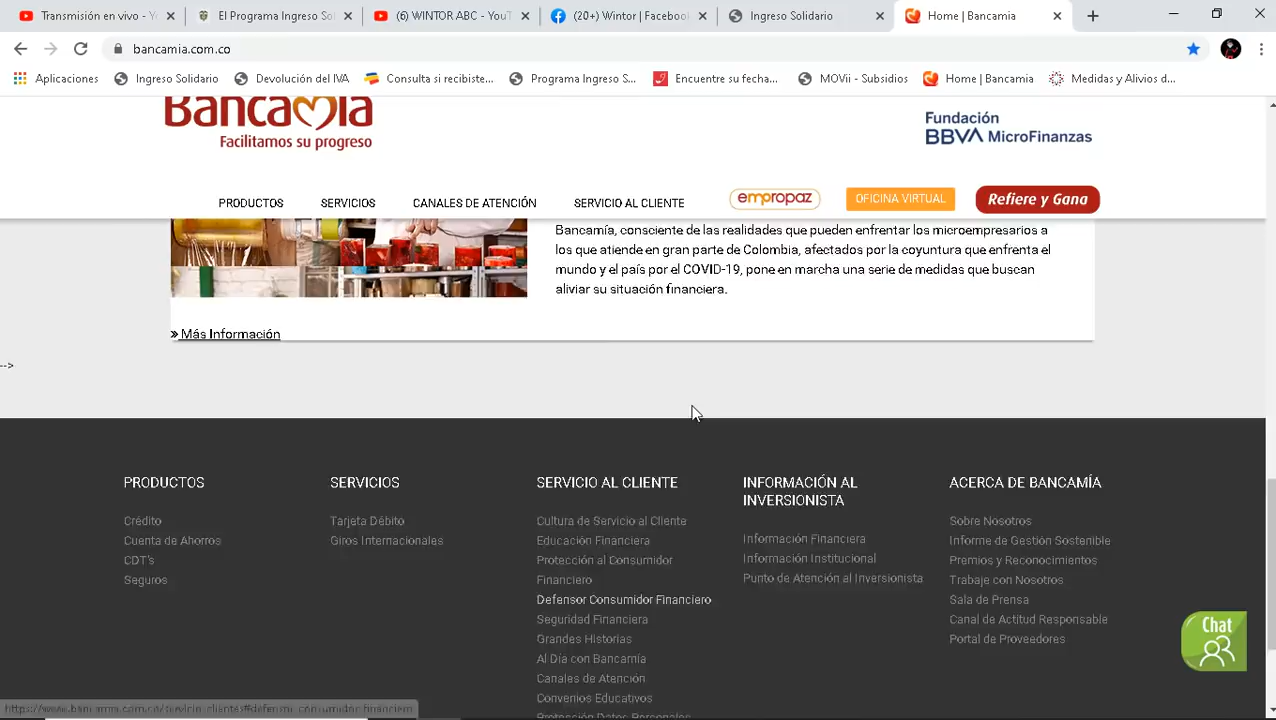 Transmisión en vivo - Y
El Programa Ingreso Sol
(6) WINTOR ABC - YouT
(20+) Wintor | Facebook
Ingreso Solidario
Home | Bancamia
bancamia.com.co
Aplicaciones
Ingreso Solidario
Devolución del IVA
Consulta si recibiste...
Programa Ingreso S...
Encuentre su fecha...
MOVii - Subsidios
Home | Bancamia
Medidas y Alivios d...
Bancamía
Facilitamos su progreso
Fundación
BBVA MicroFinanzas
PRODUCTOS
SERVICIOS
CANALES DE ATENCIÓN
SERVICIO AL CLIENTE
empropaz
OFICINA VIRTUAL
Refiere y Gana
Bancamía, consciente de las realidades que pueden enfrentar los microempresarios a
los que atiende en gran parte de Colombia, afectados por la coyuntura que enfrenta el
mundo y el país por el COVID-19, pone en marcha una serie de medidas que buscan
aliviar su situación financiera.
» Más Información
-->
PRODUCTOS
Crédito
Cuenta de Ahorros
CDT's
Seguros
SERVICIOS
Tarjeta Débito
Giros Internacionales
SERVICIO AL CLIENTE
Cultura de Servicio al Cliente
Educación Financiera
Protección al Consumidor
Financiero
Defensor Consumidor Financiero
Seguridad Financiera
Grandes Historias
Al Día con Bancamía
Canales de Atención
Convenios Educativos
Protección Datos Personales
INFORMACIÓN AL
INVERSIONISTA
Información Financiera
Información Institucional
Punto de Atención al Inversionista
ACERCA DE BANCAMÍA
Sobre Nosotros
Informe de Gestión Sostenible
Premios y Reconocimientos
Trabaje con Nosotros
Sala de Prensa
Canal de Actitud Responsable
Portal de Proveedores
Chat